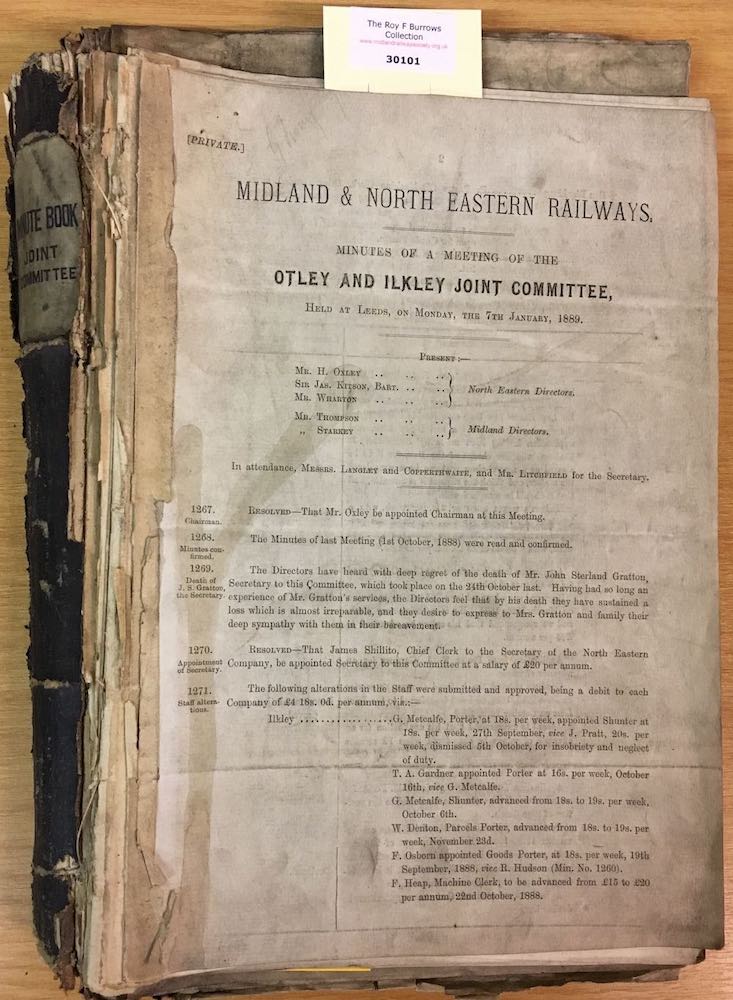 The Roy F Burrows
Collection
www.midlandrailwaysociety.org.uk
30101
NUTE BOOK
JOINT
OMMITTEE
[PRIVATE.]
2
MIDLAND & NORTH EASTERN RAILWAYS.
MINUTES OF A MEETING OF THE
OTLEY AND ILKLEY JOINT COMMITTEE,
HELD AT LEEDS, ON MONDAY, THE 7TH JANUARY, 1889.
PRESENT:—
MR. H. OXLEY .. .. ..
SIR JAS. KITSON, BART. .. .. ..
MR. WHARTON .. .. ..
North Eastern Directors.
MR. THOMPSON .. .. ..
„ STARKEY .. .. ..
Midland Directors.
In attendance, MESSRS. LANGLEY and COPPERTHWAITE, and MR. LITCHFIELD for the Secretary.
1267.
Chairman.
RESOLVED—That Mr. Oxley be appointed Chairman at this Meeting.
1268.
Minutes con-
firmed.
The Minutes of last Meeting (1st October, 1888) were read and confirmed.
1269.
Death of
J. S. Gratton,
the Secretary.
The Directors have heard with deep regret of the death of Mr. John Sterland Gratton,
Secretary to this Committee, which took place on the 24th October last. Having had so long an
experience of Mr. Gratton's services, the Directors feel that by his death they have sustained a
loss which is almost irreparable, and they desire to express to Mrs. Gratton and family their
deep sympathy with them in their bereavement.
1270.
Appointment
of Secretary.
RESOLVED—That James Shillito, Chief Clerk to the Secretary of the North Eastern
Company, be appointed Secretary to this Committee at a salary of £20 per annum.
1271.
Staff altera-
tions.
The following alterations in the Staff were submitted and approved, being a debit to each
Company of £4 18s. 0d. per annum, viz.:—
Ilkley ................G. Metcalfe, Porter, at 18s. per week, appointed Shunter at
18s. per week, 27th September, vice J. Pratt, 20s. per
week, dismissed 5th October, for insobriety and neglect
of duty.
T. A. Gardner appointed Porter at 16s. per week, October
16th, vice G. Metcalfe.
G. Metcalfe, Shunter, advanced from 18s. to 19s. per week,
October 6th.
W. Denton, Parcels Porter, advanced from 18s. to 19s. per
week, November 23d.
F. Osborn appointed Goods Porter, at 18s. per week, 19th
September, 1888, vice R. Hudson (Min. No. 1260).
F. Heap, Machine Clerk, to be advanced from £15 to £20
per annum, 22nd October, 1888.